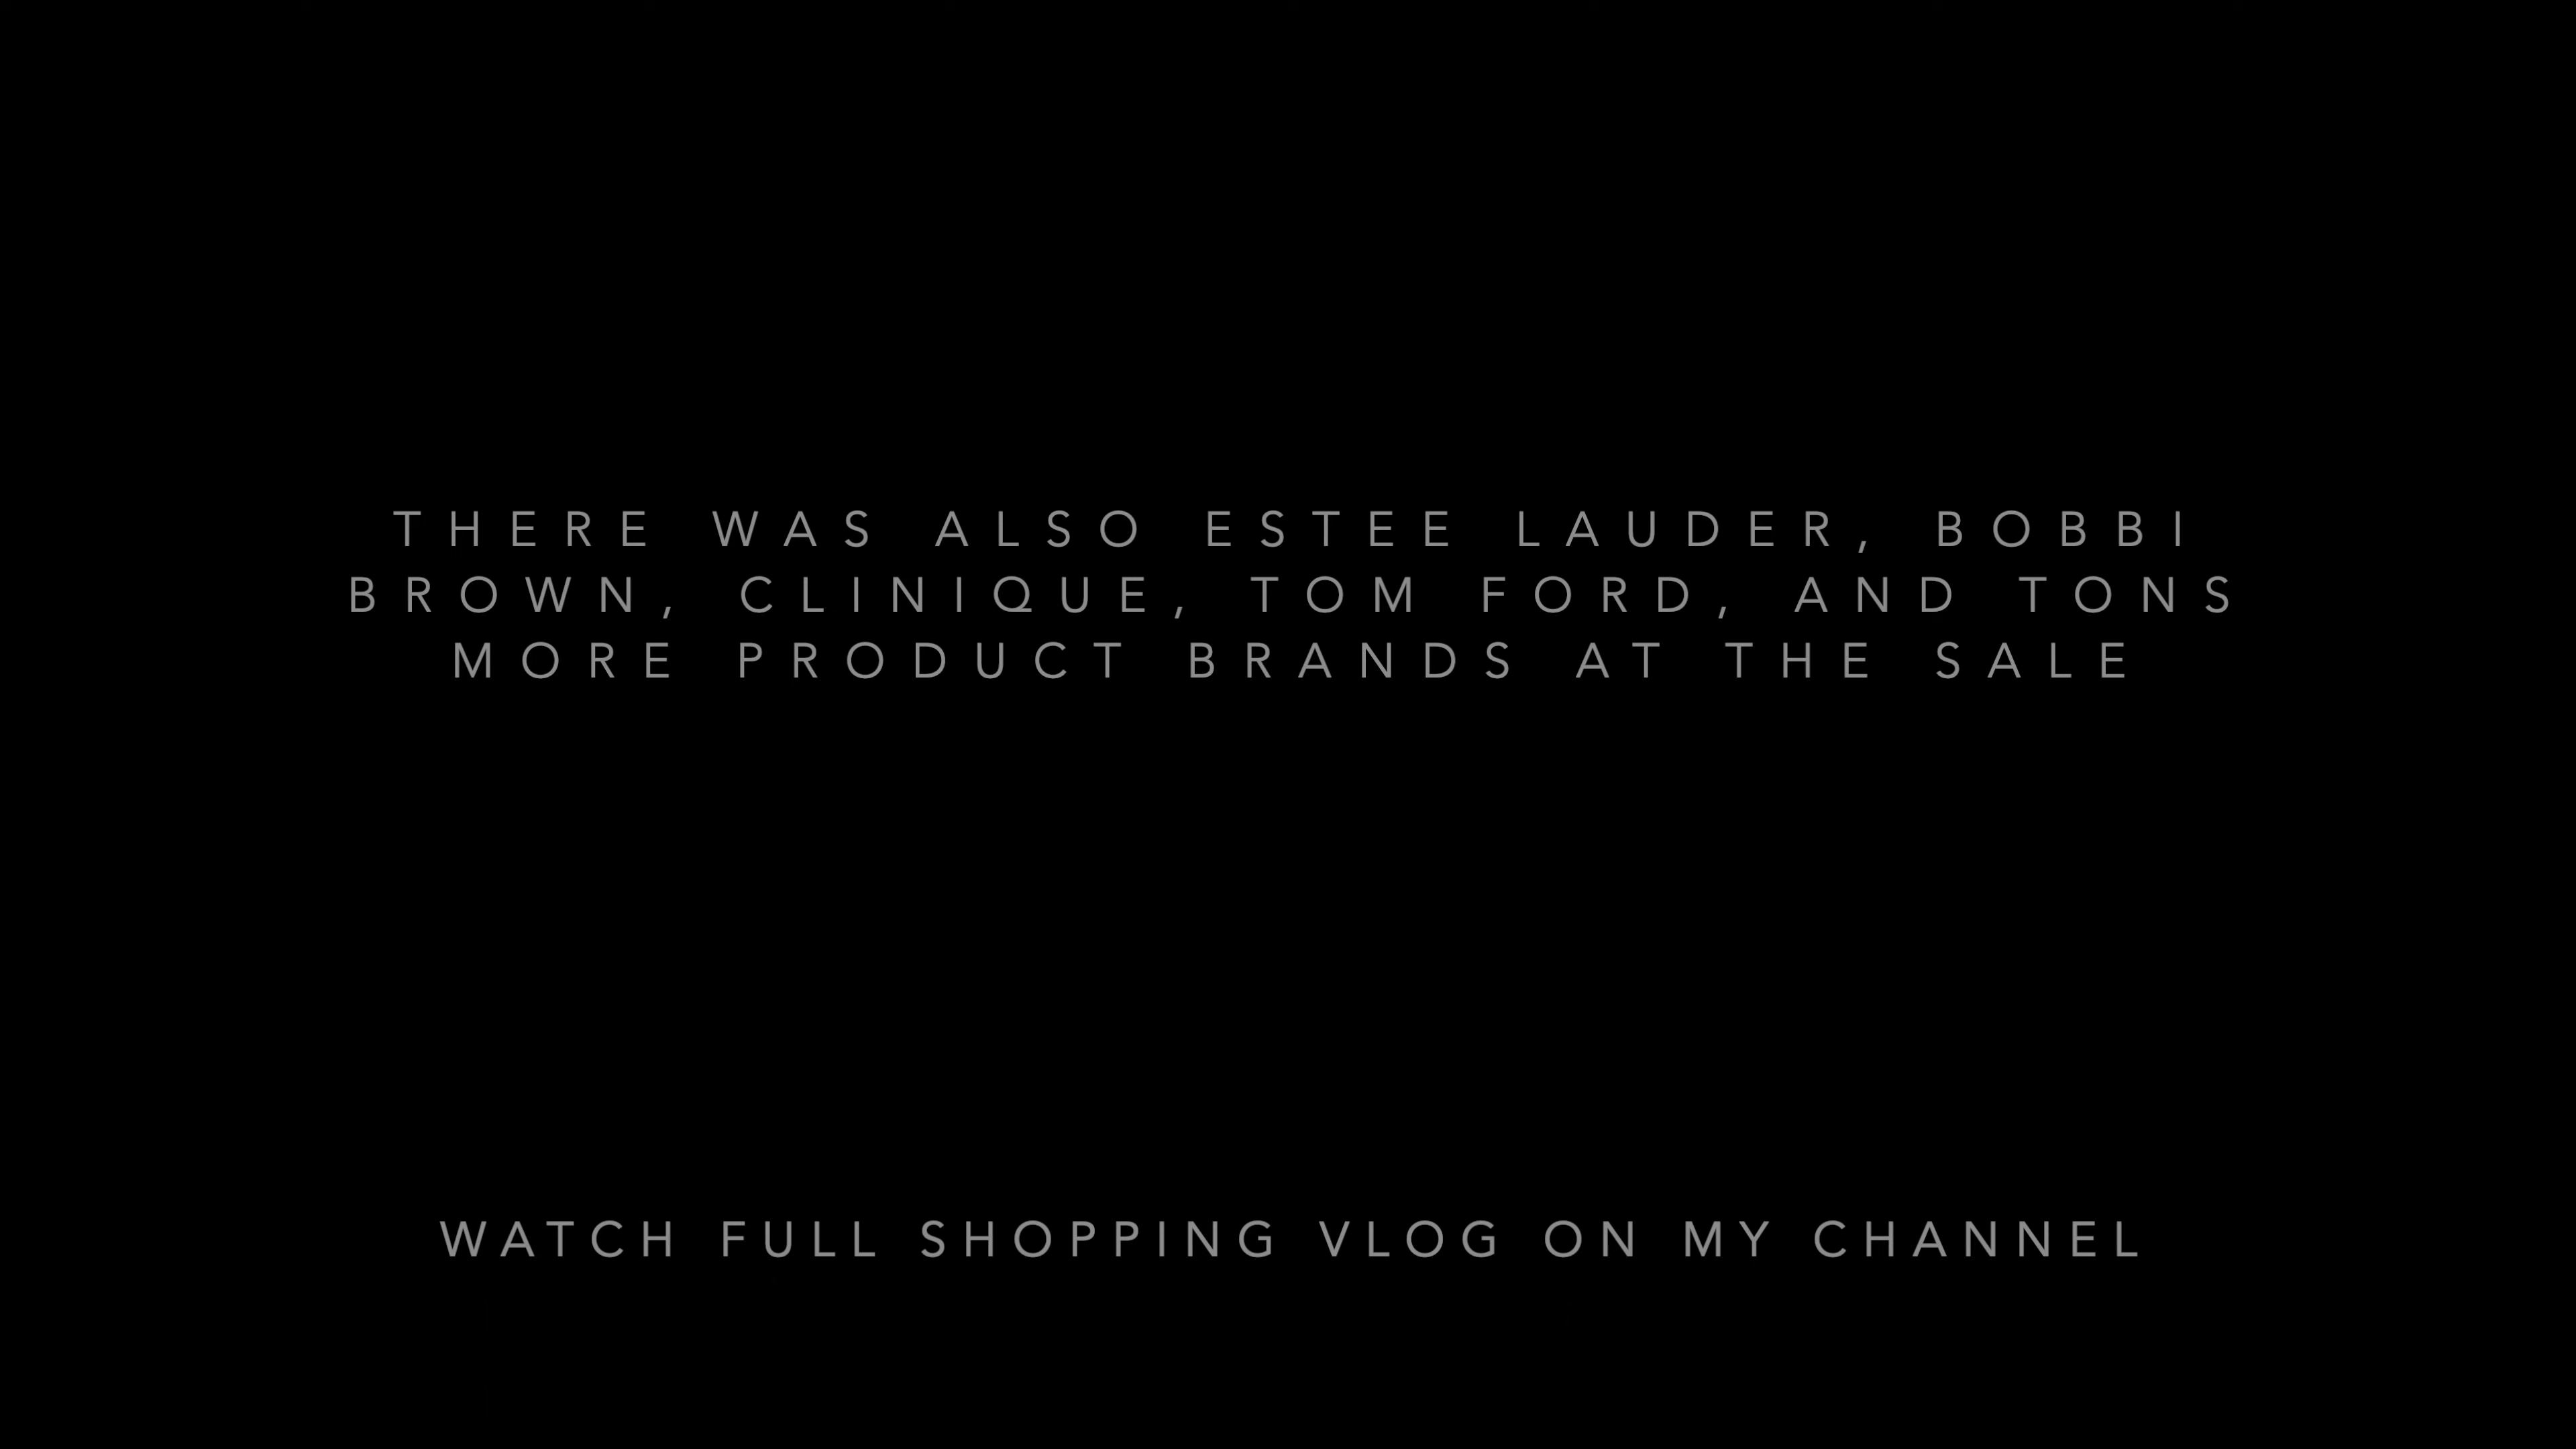 THERE WAS ALSO ESTEE LAUDER, BOBBI
BROWN, CLINIQUE, TOM FORD, AND TONS
MORE PRODUCT BRANDS AT THE SALE
WATCH FULL SHOPPING VLOG ON MY CHANNEL